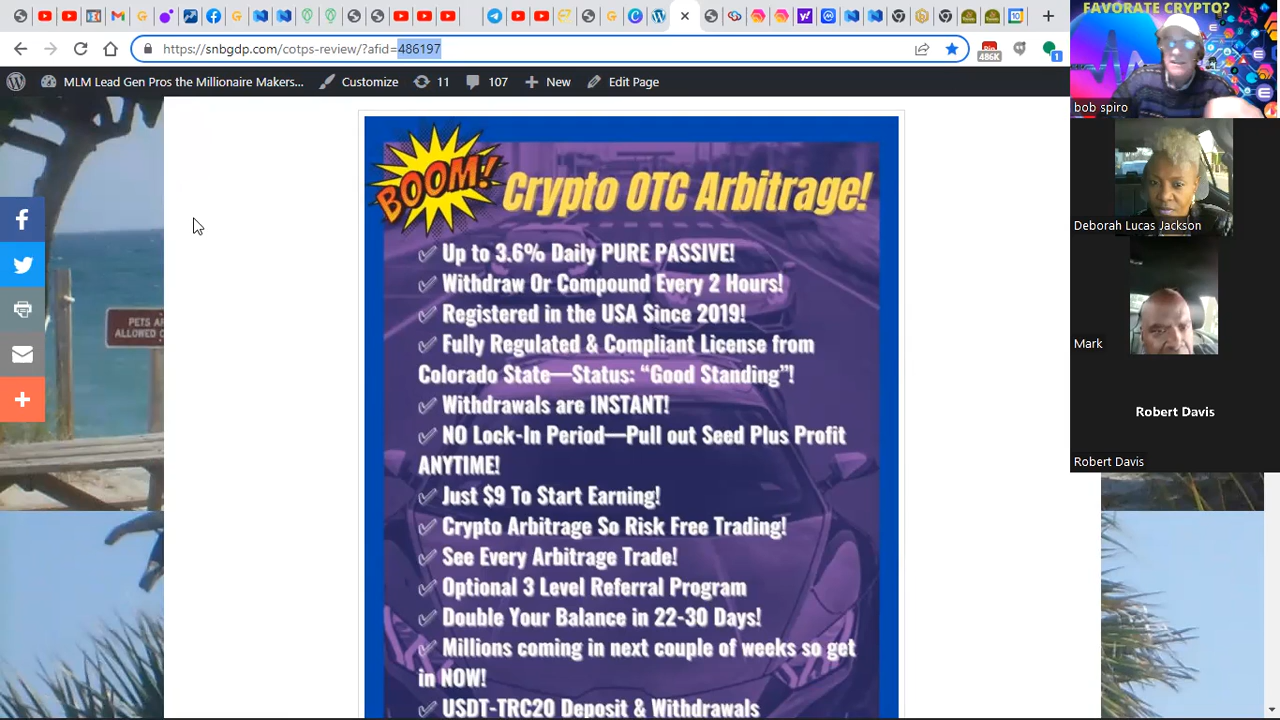 https://snbgdp.com/cotps-review/?afid=486197
486K
1
MLM Lead Gen Pros the Millionaire Makers...
Customize
11
107
New
Edit Page
FAVORATE CRYPTO?
bob spiro
Deborah Lucas Jackson
Mark
Robert Davis
Robert Davis
PETS
ALLOWED
BOOM!
Crypto OTC Arbitrage!
✅ Up to 3.6% Daily PURE PASSIVE!
✅ Withdraw Or Compound Every 2 Hours!
✅ Registered in the USA Since 2019!
✅ Fully Regulated & Compliant License from
Colorado State—Status: “Good Standing”!
✅ Withdrawals are INSTANT!
✅ NO Lock-In Period—Pull out Seed Plus Profit
ANYTIME!
✅ Just $9 To Start Earning!
✅ Crypto Arbitrage So Risk Free Trading!
✅ See Every Arbitrage Trade!
✅ Optional 3 Level Referral Program
✅ Double Your Balance in 22-30 Days!
✅ Millions coming in next couple of weeks so get
in NOW!
✅ USDT-TRC20 Deposit & Withdrawals